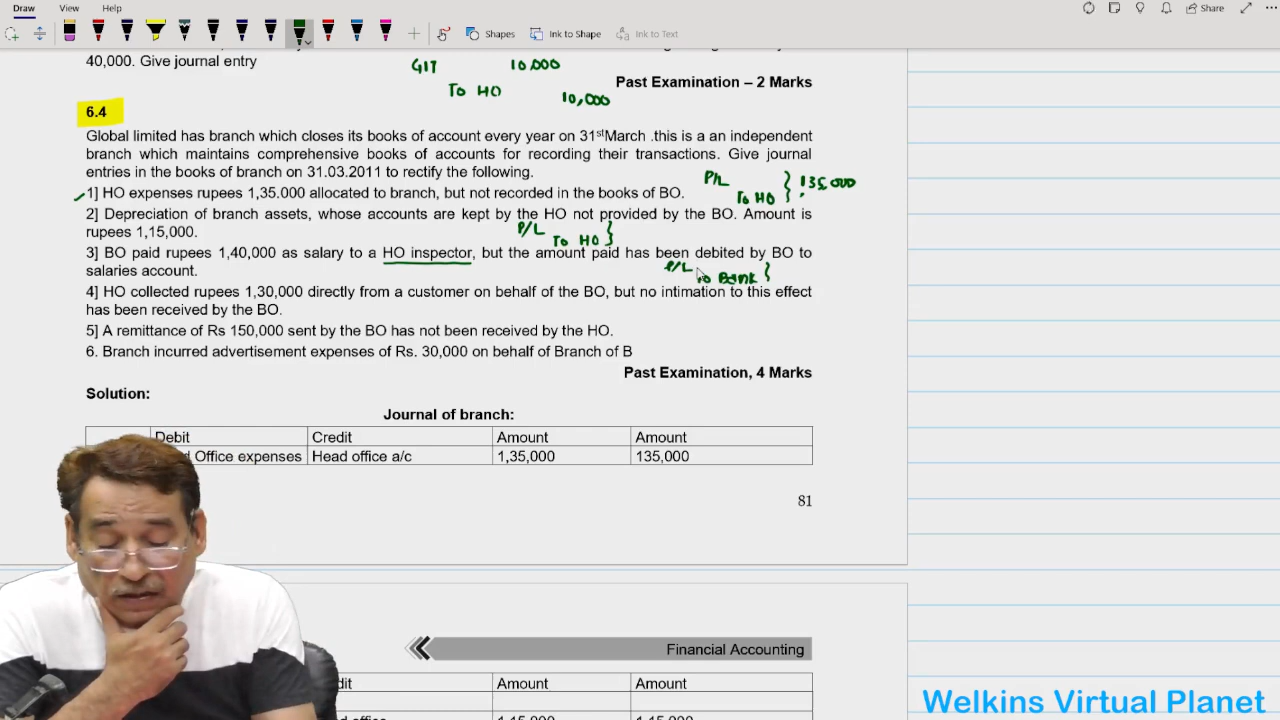 Draw View Help
Share
Shapes Ink to Shape Ink to Text
40,000. Give journal entry
GIT 10,000
To HO 10,000
Past Examination – 2 Marks
6.4
Global limited has branch which closes its books of account every year on 31stMarch .this is a an independent
branch which maintains comprehensive books of accounts for recording their transactions. Give journal
entries in the books of branch on 31.03.2011 to rectify the following.
P/L
To HO } 135,000
1] HO expenses rupees 1,35.000 allocated to branch, but not recorded in the books of BO.
2] Depreciation of branch assets, whose accounts are kept by the HO not provided by the BO. Amount is
rupees 1,15,000.
P/L
To HO }
3] BO paid rupees 1,40,000 as salary to a HO inspector, but the amount paid has been debited by BO to
salaries account.
P/L
To Bank }
4] HO collected rupees 1,30,000 directly from a customer on behalf of the BO, but no intimation to this effect
has been received by the BO.
5] A remittance of Rs 150,000 sent by the BO has not been received by the HO.
6. Branch incurred advertisement expenses of Rs. 30,000 on behalf of Branch of B
Past Examination, 4 Marks
Solution:
Journal of branch:
Debit Credit Amount Amount
Office expenses Head office a/c 1,35,000 135,000
81
Financial Accounting
Amount Amount
1,15,000 1,15,000
Welkins Virtual Planet